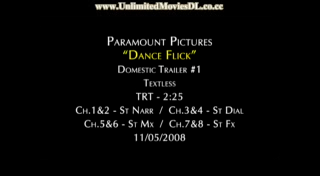 www.UnlimitedMoviesDL.co.cc
PARAMOUNT PICTURES
"DANCE FLICK"
DOMESTIC TRAILER #1
TEXTLESS
TRT - 2:25
CH.1&2 - ST NARR / CH.3&4 - ST DIAL
CH.5&6 - ST MX / CH.7&8 - ST FX
11/05/2008